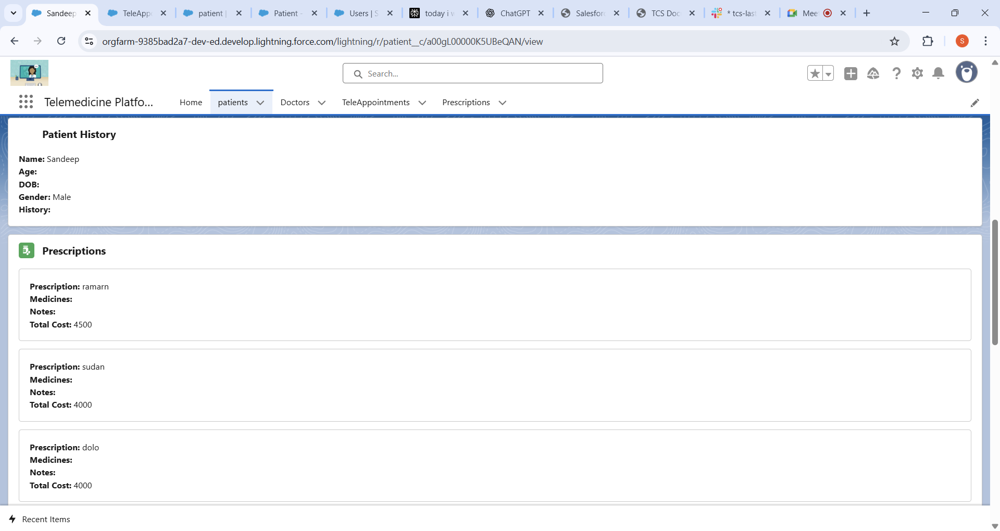 Sandeep
TeleApp
patient |
Patient -
Users | S
today i w
ChatGPT
Salesforc
TCS Doc
* tcs-last
Mee
orgfarm-9385bad2a7-dev-ed.develop.lightning.force.com/lightning/r/patient__c/a00gL00000K5UBeQAN/view
S
Search...
Telemedicine Platfo...
Home
patients
Doctors
TeleAppointments
Prescriptions
Patient History
Name: Sandeep
Age:
DOB:
Gender: Male
History:
Prescriptions
Prescription: ramarn
Medicines:
Notes:
Total Cost: 4500
Prescription: sudan
Medicines:
Notes:
Total Cost: 4000
Prescription: dolo
Medicines:
Notes:
Total Cost: 4000
Recent Items